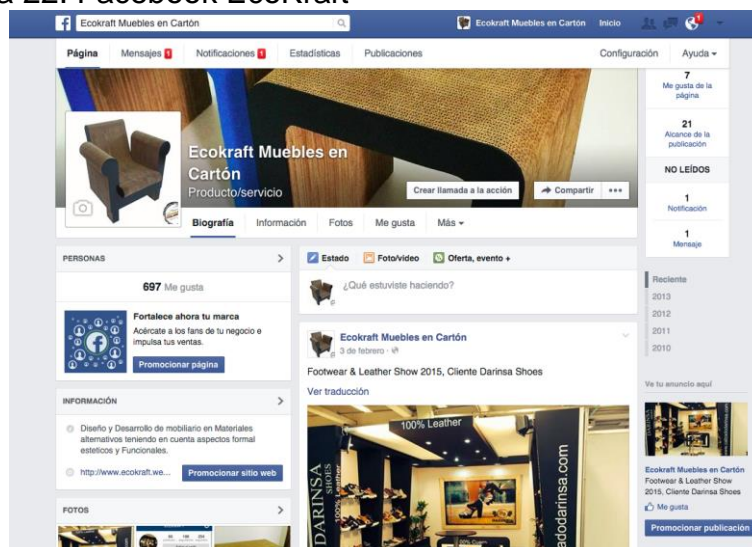 Ecokraft Muebles en Cartón
Ecokraft Muebles en Cartón Inicio
Página Mensajes 1 Notificaciones 1 Estadísticas Publicaciones Configuración Ayuda
7
Me gusta de la
página
21
Alcance de la
publicación
NO LEÍDOS
1
Notificación
1
Mensaje
Ecokraft Muebles en
Cartón
Producto/servicio
Crear llamada a la acción Compartir
Biografía Información Fotos Me gusta Más
Reciente
2013
2012
2011
2010
PERSONAS
697 Me gusta
Fortalece ahora tu marca
Acércate a los fans de tu negocio e
impulsa tus ventas.
Promocionar página
INFORMACIÓN
Diseño y Desarrollo de mobiliario en Materiales
alternativos teniendo en cuenta aspectos formal
esteticos y Funcionales.
http://www.ecokraft.we... Promocionar sitio web
FOTOS
Estado Foto/video Oferta, evento +
¿Qué estuviste haciendo?
Ecokraft Muebles en Cartón
3 de febrero
Footwear & Leather Show 2015, Cliente Darinsa Shoes
Ver traducción
100% Leather
DARINSA
SHOES
100% Leather
adodarinsa.com
Ve tu anuncio aquí
Ecokraft Muebles en Cartón
Footwear & Leather Show
2015, Cliente Darinsa Shoes
Me gusta
Promocionar publicación